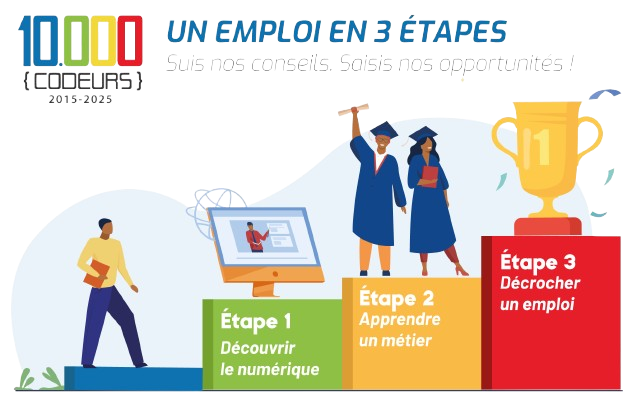 10.000
{ CODEURS }
2015-2025
UN EMPLOI EN 3 ÉTAPES
Suis nos conseils. Saisis nos opportunités !
1
Étape 1
Découvrir
le numérique
Étape 2
Apprendre
un métier
Étape 3
Décrocher
un emploi